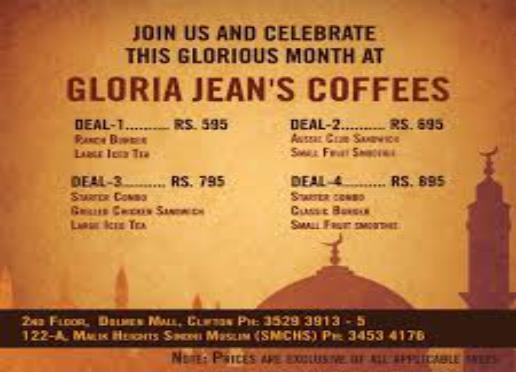 JOIN US AND CELEBRATE
THIS GLORIOUS MONTH AT
GLORIA JEAN'S COFFEES
DEAL-1.......... RS. 595
RANCH BURGER
LARGE ICED TEA
DEAL-2.......... RS. 695
AUSSIE CLUB SANDWICH
SMALL FRUIT SMOOTHIE
DEAL-3.......... RS. 795
STARTER COMBO
GRILLED CHICKEN SANDWICH
LARGE ICED TEA
DEAL-4.......... RS. 895
STARTER COMBO
CLASSIC BURGER
SMALL FRUIT SMOOTHIE
2ND FLOOR, DOLMEN MALL, CLIFTON PH: 3529 3913 - 5
122-A, MALIK HEIGHTS SINDHI MUSLIM (SMCHS) PH: 3453 4176
NOTE: PRICES ARE EXCLUSIVE OF ALL APPLICABLE TAXES